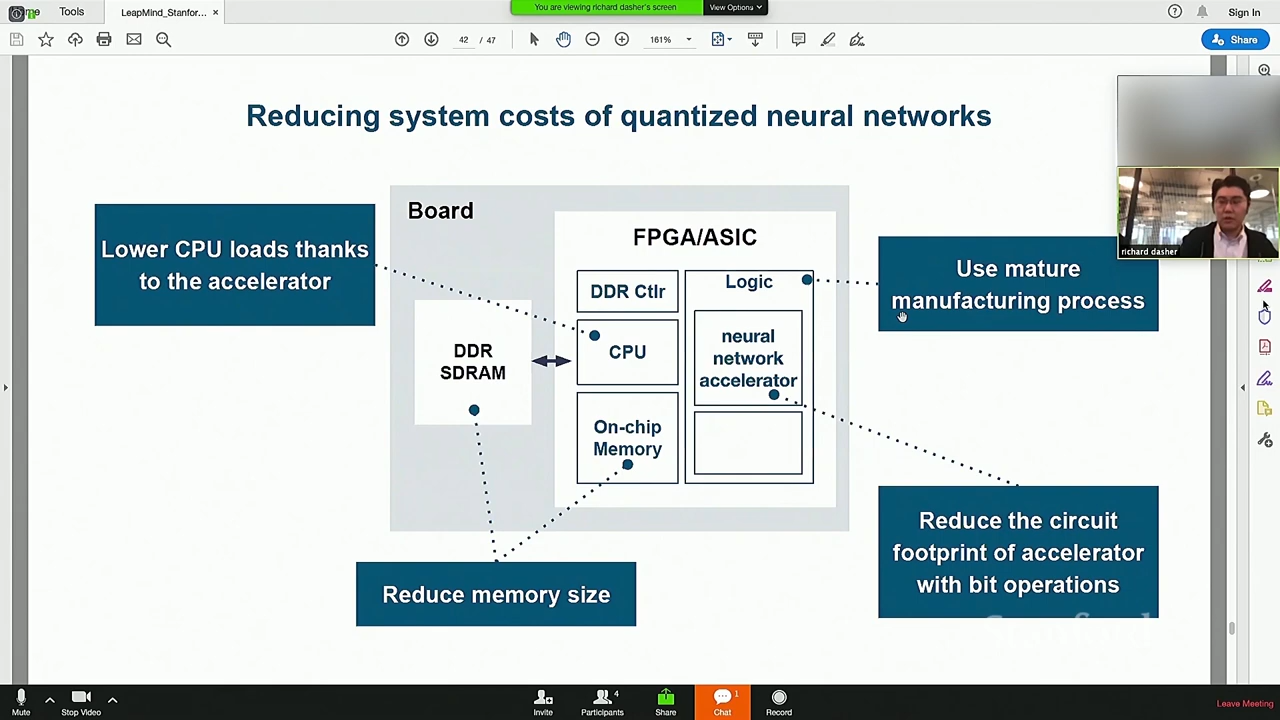 Tools
LeapMind_Stanfor...
You are viewing richard dasher's screen
View Options
Sign In
42 / 47
161%
Share
Reducing system costs of quantized neural networks
richard dasher
Board
FPGA/ASIC
Lower CPU loads thanks
to the accelerator
DDR Ctlr
Logic
Use mature
manufacturing process
DDR
SDRAM
CPU
neural
network
accelerator
On-chip
Memory
Reduce the circuit
footprint of accelerator
with bit operations
Reduce memory size
Stanford
Mute
Stop Video
Invite
4
Participants
Share
1
Chat
Record
Leave Meeting